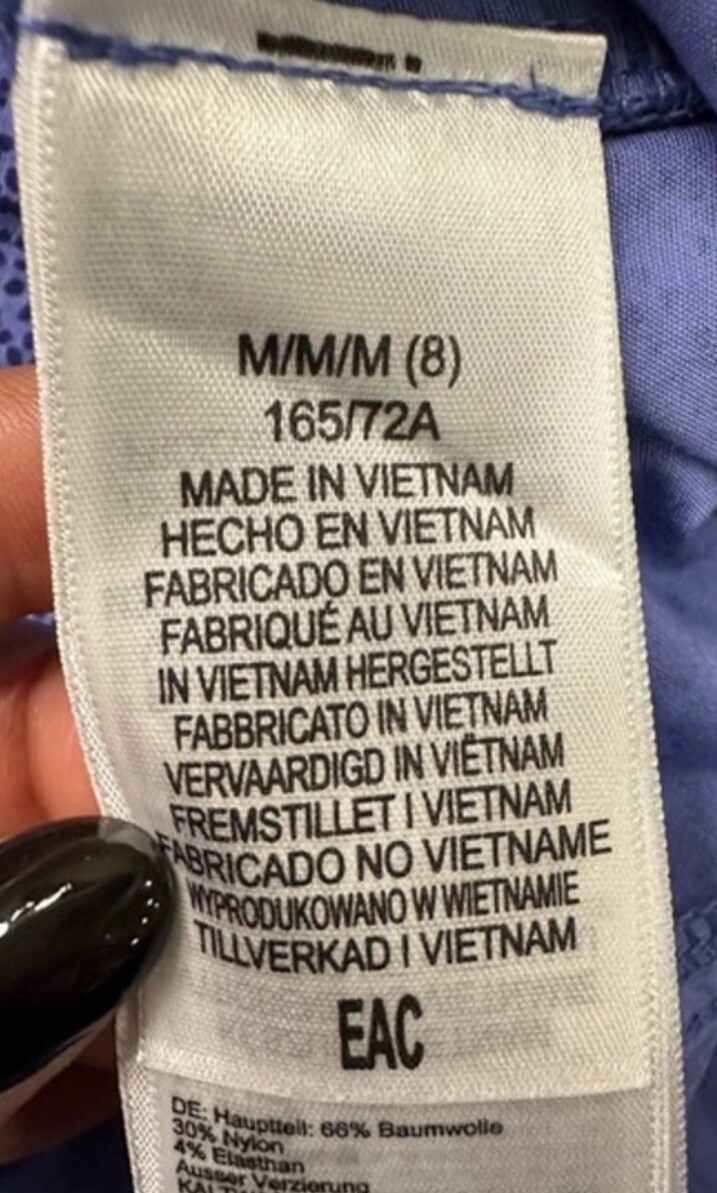 M/M/M (8)
165/72A
MADE IN VIETNAM
HECHO EN VIETNAM
FABRICADO EN VIETNAM
FABRIQUÉ AU VIETNAM
IN VIETNAM HERGESTELLT
FABBRICATO IN VIETNAM
VERVAARDIGD IN VIËTNAM
FREMSTILLET I VIETNAM
FABRICADO NO VIETNAME
WYPRODUKOWANO W WIETNAMIE
TILLVERKAD I VIETNAM
EAC
DE: Hauptteil: 66% Baumwolle
30% Nylon
4% Elasthan
Ausser Verzierung